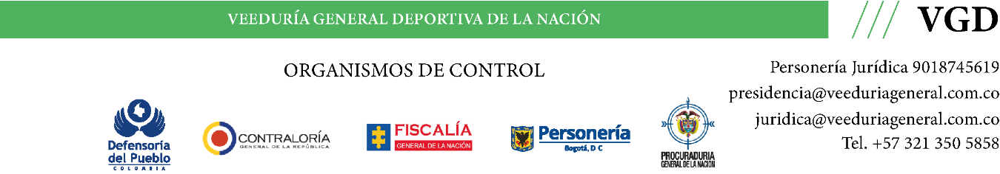 VEEDURÍA GENERAL DEPORTIVA DE LA NACIÓN
VGD
ORGANISMOS DE CONTROL
Personería Jurídica 9018745619
presidencia@veeduriageneral.com.co
juridica@veeduriageneral.com.co
Tel. +57 321 350 5858
Defensoría
del Pueblo
COLOMBIA
CONTRALORÍA
GENERAL DE LA REPÚBLICA
FISCALÍA
GENERAL DE LA NACIÓN
Personería
Bogotá, D C
PROCURADURIA
GENERAL DE LA NACION